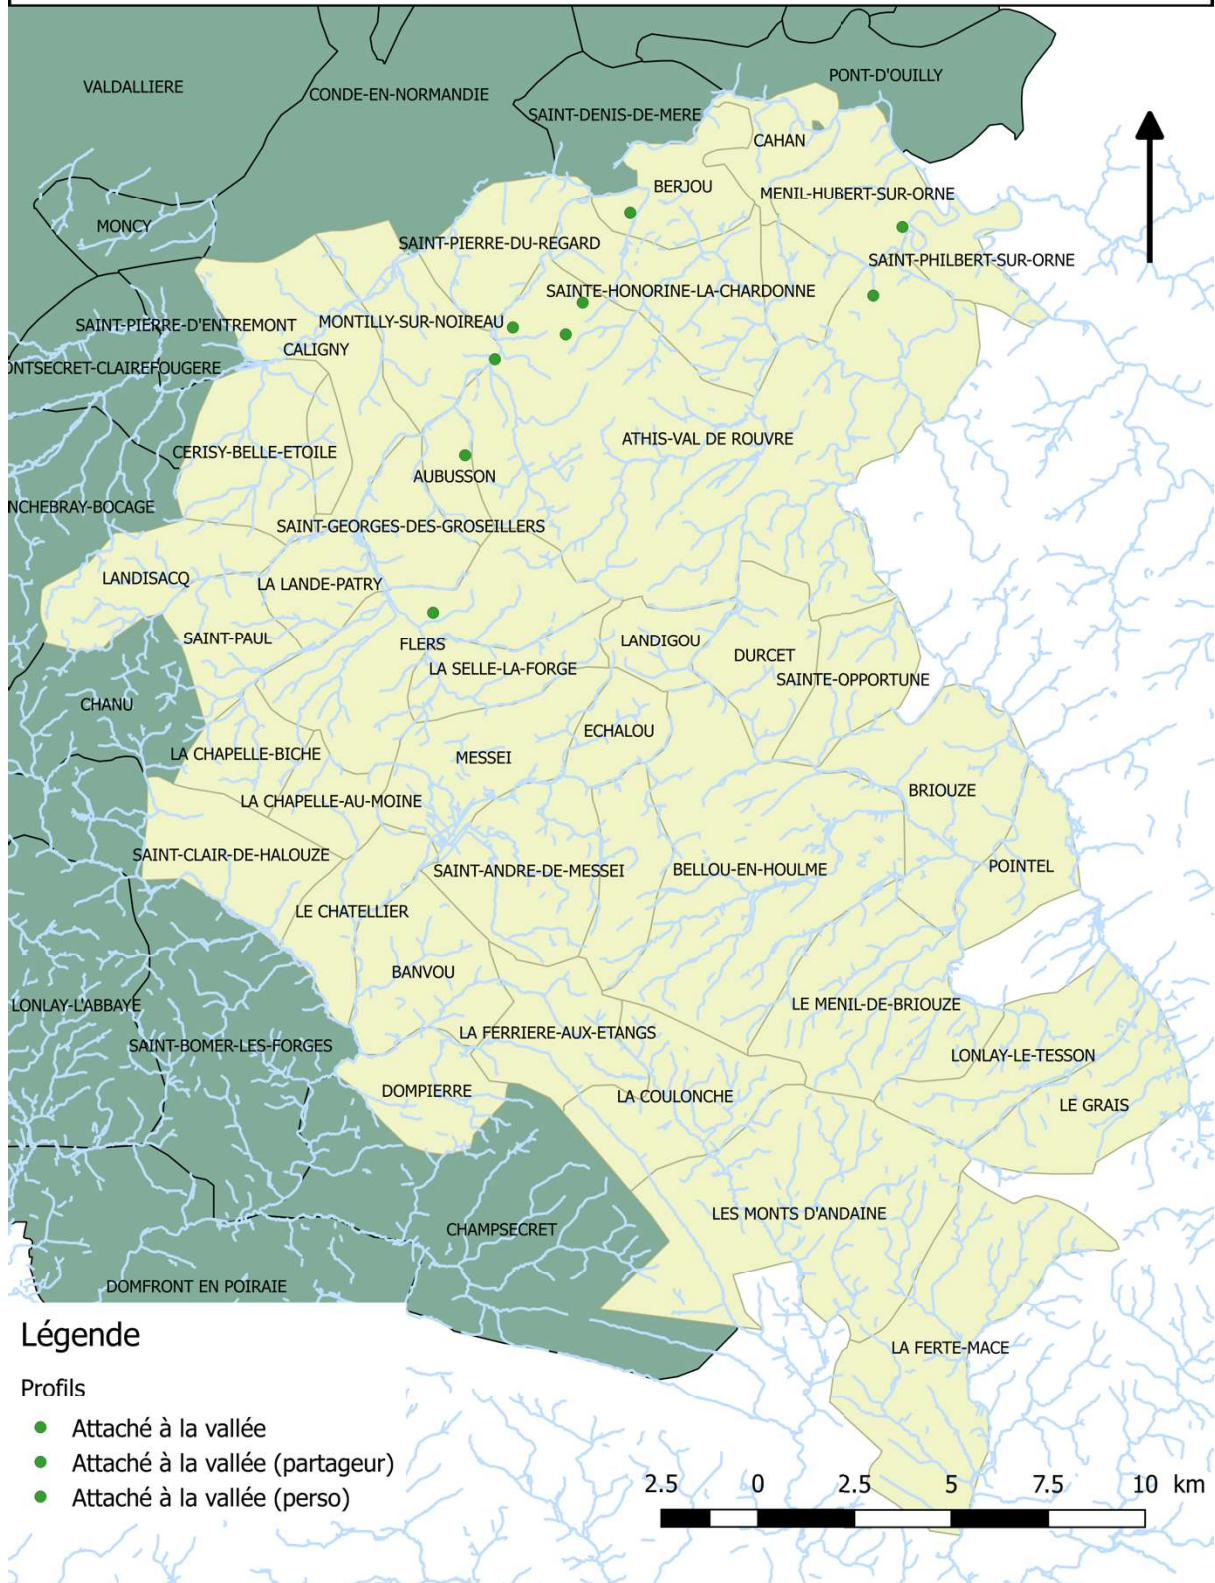 VALDALLIERE
CONDE-EN-NORMANDIE
PONT-D'OUILLY
SAINT-DENIS-DE-MERE
CAHAN
BERJOU
MENIL-HUBERT-SUR-ORNE
MONCY
SAINT-PIERRE-DU-REGARD
SAINT-PHILBERT-SUR-ORNE
SAINTE-HONORINE-LA-CHARDONNE
SAINT-PIERRE-D'ENTREMONT
MONTILLY-SUR-NOIREAU
CALIGNY
ONTSECRET-CLAIREFOUGERE
ATHIS-VAL DE ROUVRE
CERISY-BELLE-ETOILE
AUBUSSON
NCHEBRAY-BOCAGE
SAINT-GEORGES-DES-GROSEILLERS
LANDISACQ
LA LANDE-PATRY
SAINT-PAUL
FLERS
LANDIGOU
DURCET
LA SELLE-LA-FORGE
SAINTE-OPPORTUNE
CHANU
ECHALOU
LA CHAPELLE-BICHE
MESSEI
BRIOUZE
LA CHAPELLE-AU-MOINE
SAINT-CLAIR-DE-HALOUZE
SAINT-ANDRE-DE-MESSEI
BELLOU-EN-HOULME
POINTEL
LE CHATELLIER
BANVOU
LONLAY-L'ABBAYE
LE MENIL-DE-BRIOUZE
LA FERRIERE-AUX-ETANGS
SAINT-BOMER-LES-FORGES
LONLAY-LE-TESSON
DOMPIERRE
LA COULONCHE
LE GRAIS
LES MONTS D'ANDAINE
CHAMPSECRET
DOMFRONT EN POIRAIE
LA FERTE-MACE
Légende
Profils
Attaché à la vallée
Attaché à la vallée (partageur)
Attaché à la vallée (perso)
2.5 0 2.5 5 7.5 10 km